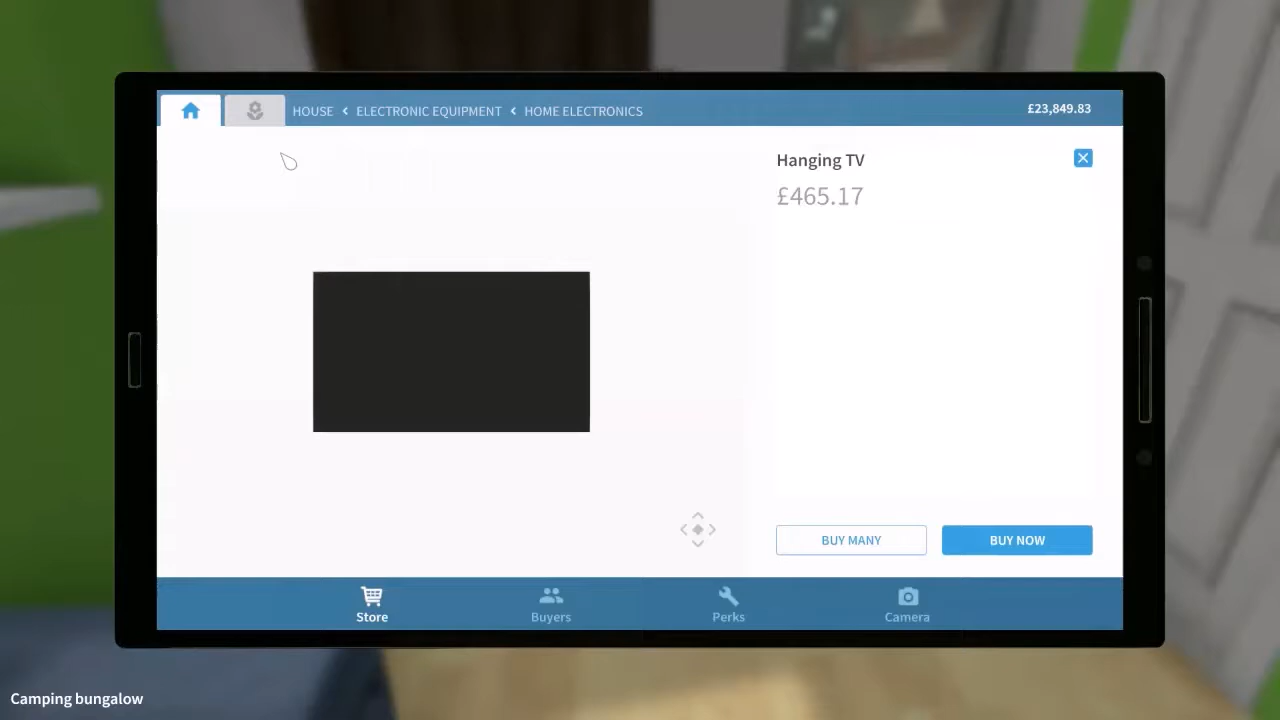 HOUSE < ELECTRONIC EQUIPMENT < HOME ELECTRONICS
£23,849.83
Hanging TV
£465.17
BUY MANY
BUY NOW
Store
Buyers
Perks
Camera
Camping bungalow